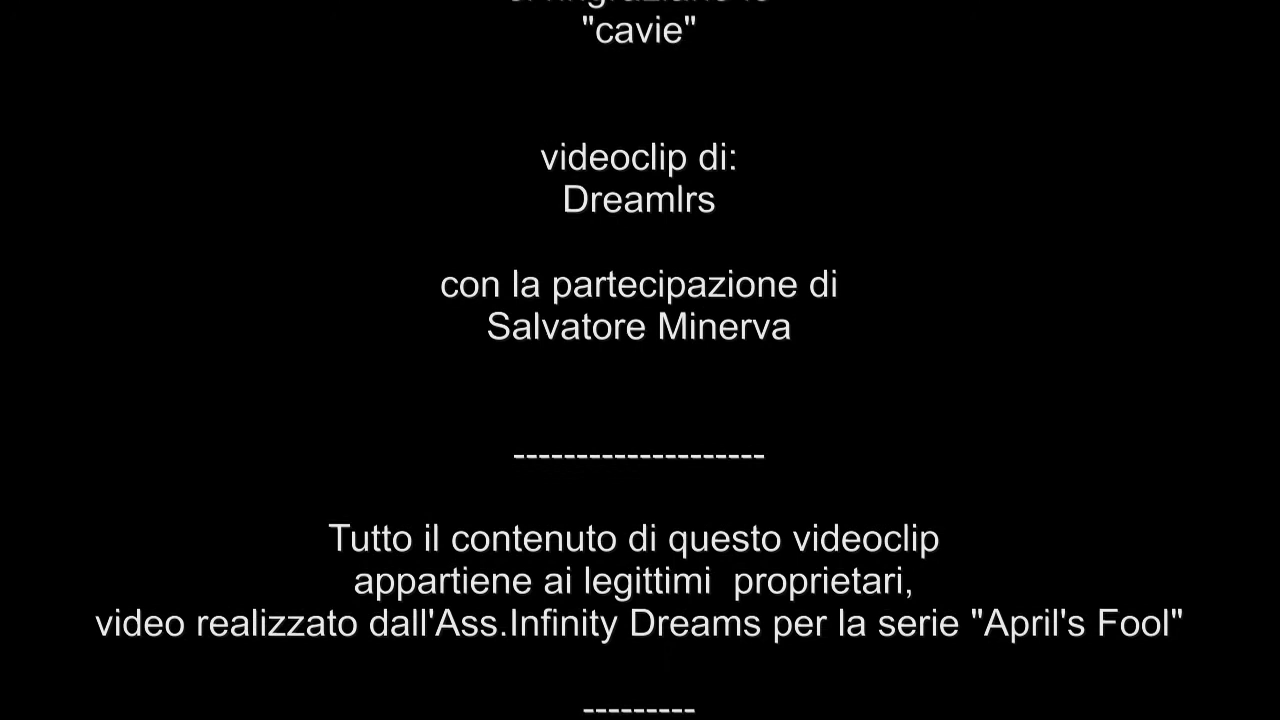 "cavie"
videoclip di:
Dreamlrs
con la partecipazione di
Salvatore Minerva
--------------------
Tutto il contenuto di questo videoclip
appartiene ai legittimi  proprietari,
video realizzato dall'Ass.Infinity Dreams per la serie "April's Fool"
---------